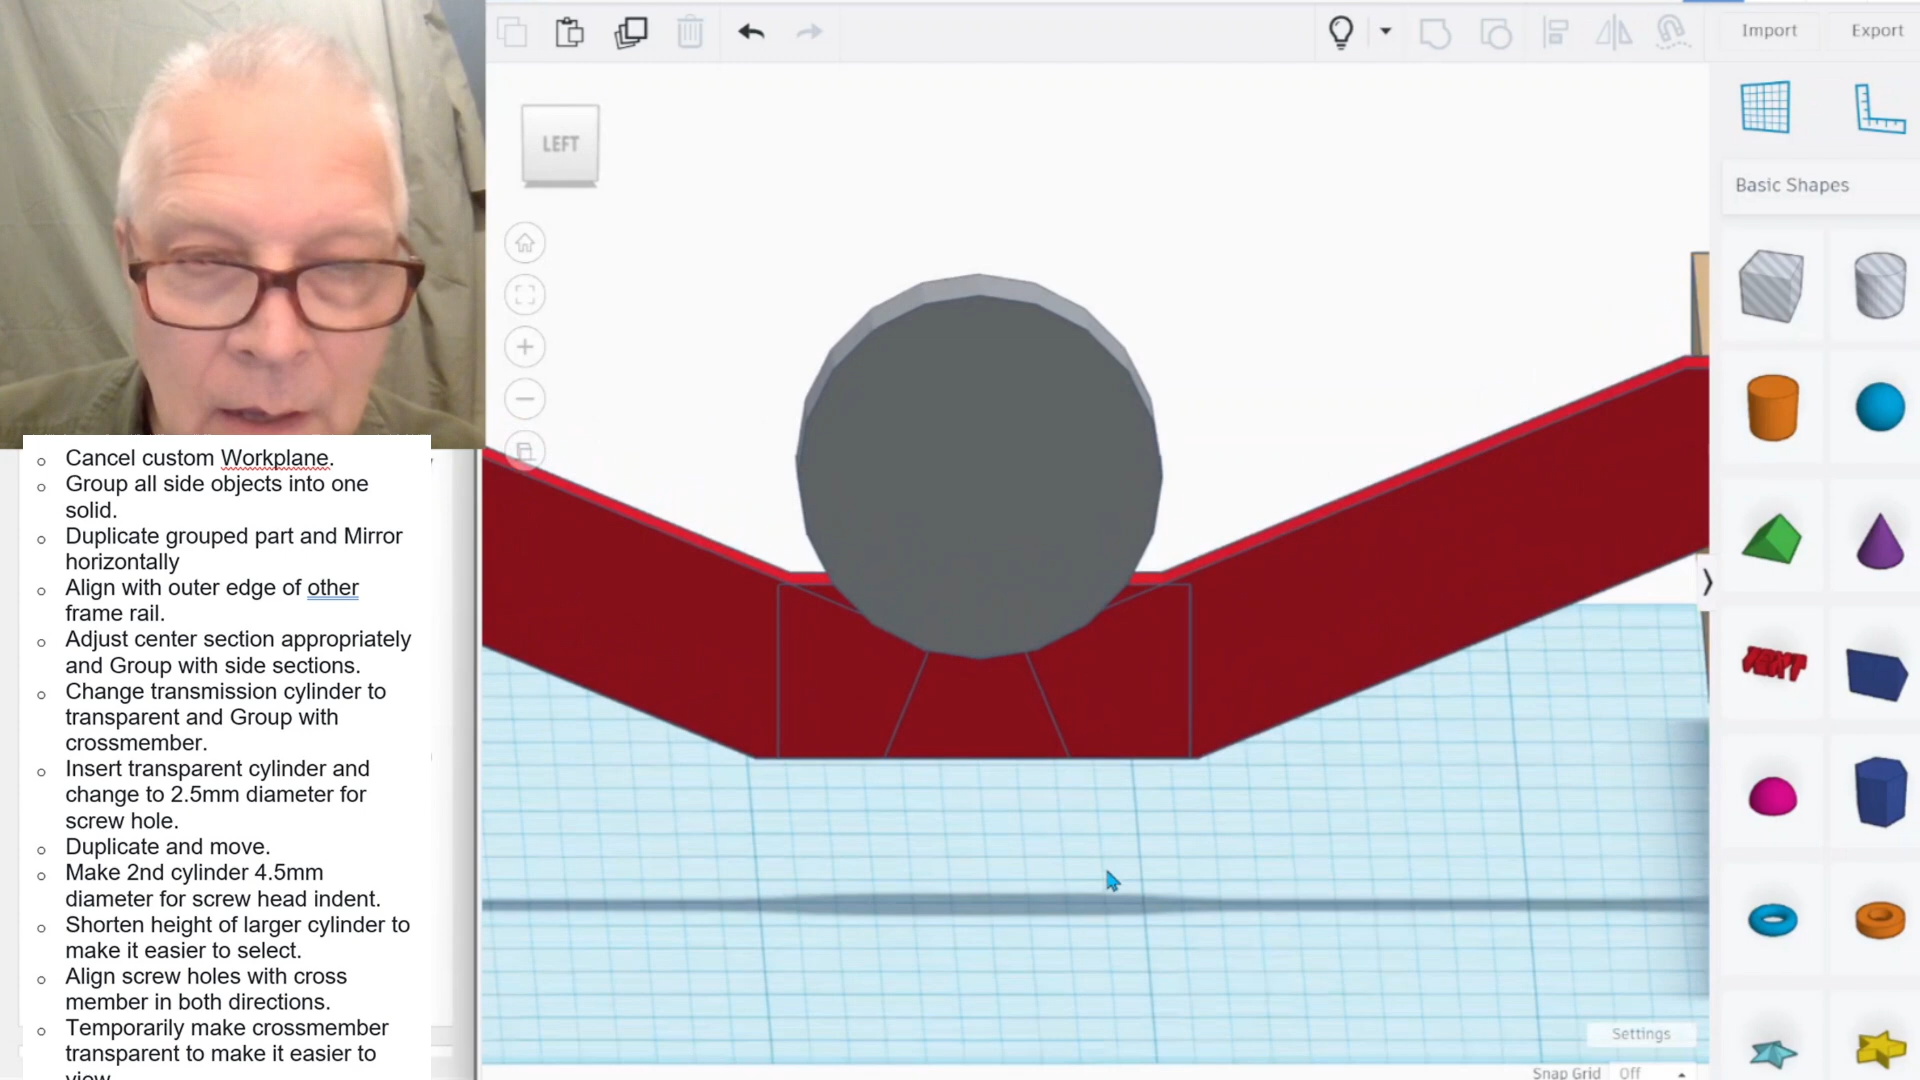 Import
Export
LEFT
Basic Shapes
TEXT
Cancel custom Workplane.
Group all side objects into one
solid.
Duplicate grouped part and Mirror
horizontally
Align with outer edge of other
frame rail.
Adjust center section appropriately
and Group with side sections.
Change transmission cylinder to
transparent and Group with
crossmember.
Insert transparent cylinder and
change to 2.5mm diameter for
screw hole.
Duplicate and move.
Make 2nd cylinder 4.5mm
diameter for screw head indent.
Shorten height of larger cylinder to
make it easier to select.
Align screw holes with cross
member in both directions.
Temporarily make crossmember
transparent to make it easier to
view
Settings
Snap Grid Off